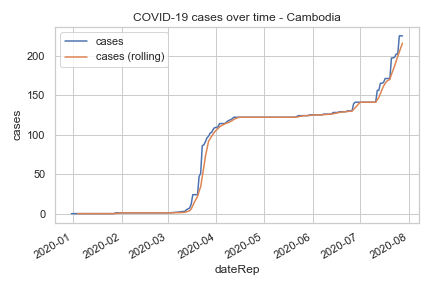 COVID-19 cases over time - Cambodia
cases
cases (rolling)
200
150
100
50
0
cases
2020-01
2020-02
2020-03
2020-04
2020-05
2020-06
2020-07
2020-08
dateRep